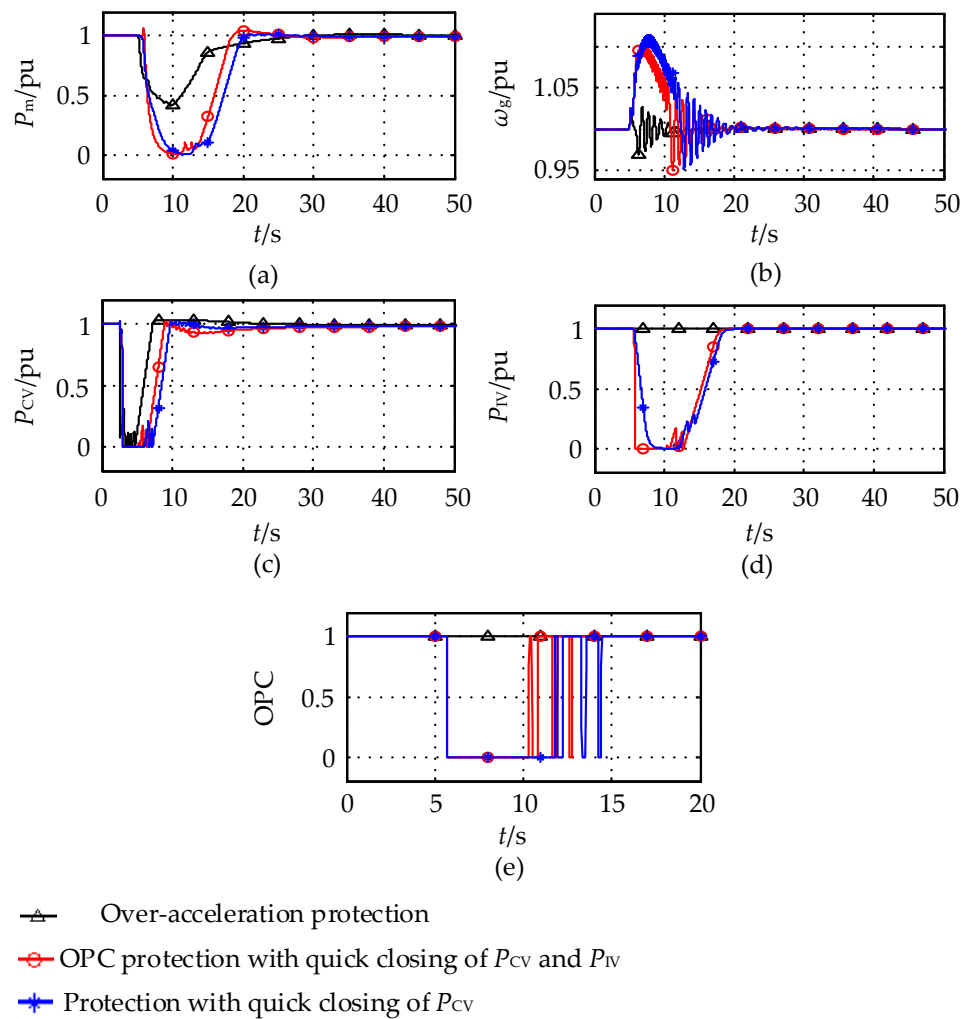 P_m/pu
1
0.5
0
0 10 20 30 40 50
t/s
(a)
ω_g/pu
1.05
0.95
0 10 20 30 40 50
t/s
(b)
P_CV/pu
1
0.5
0
0 10 20 30 40 50
t/s
(c)
P_IV/pu
1
0.5
0
0 10 20 30 40 50
t/s
(d)
OPC
1
0.5
0
0 5 10 15 20
t/s
(e)
Over-acceleration protection
OPC protection with quick closing of P_CV and P_IV
Protection with quick closing of P_CV